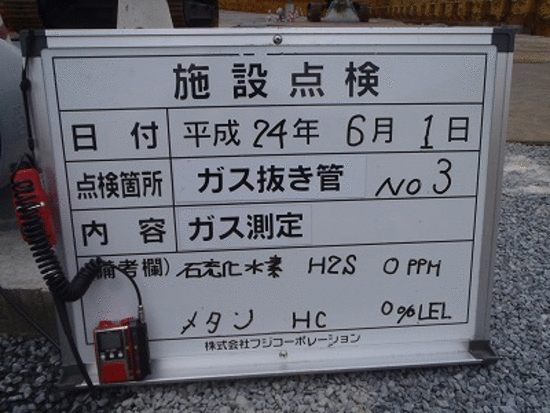 施設点検
日付 平成24年 6月 1日
点検箇所 ガス抜き管 NO3
内容 ガス測定
(備考欄) 石充化水素 H2S 0PPM
メタン HC 0%LEL
株式会社フジコーポレーション